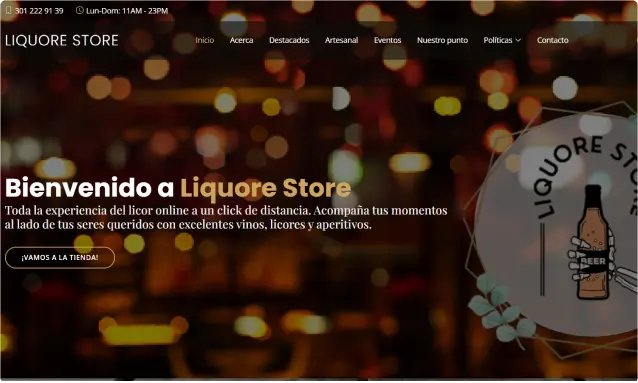 301 222 91 39 Lun-Dom: 11AM - 23PM
LIQUORE STORE Inicio Acerca Destacados Artesanal Eventos Nuestro punto Políticas Contacto
LIQUORE STORE
Bienvenido a Liquore Store
Toda la experiencia del licor online a un click de distancia. Acompaña tus momentos
al lado de tus seres queridos con excelentes vinos, licores y aperitivos.
BEER
¡VAMOS A LA TIENDA!